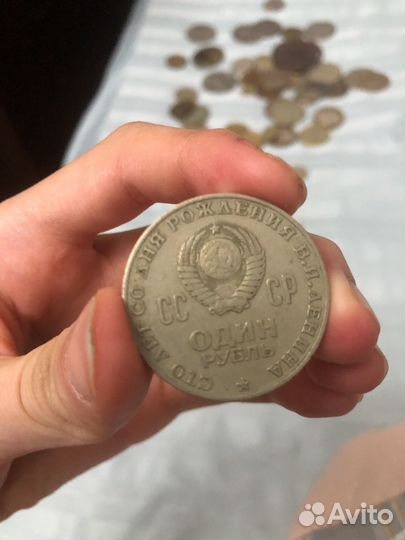 СТО ЛЕТ СО ДНЯ РОЖДЕНИЯ В.И.ЛЕНИНА
СС СР
ОДИН
РУБЛЬ
Avito